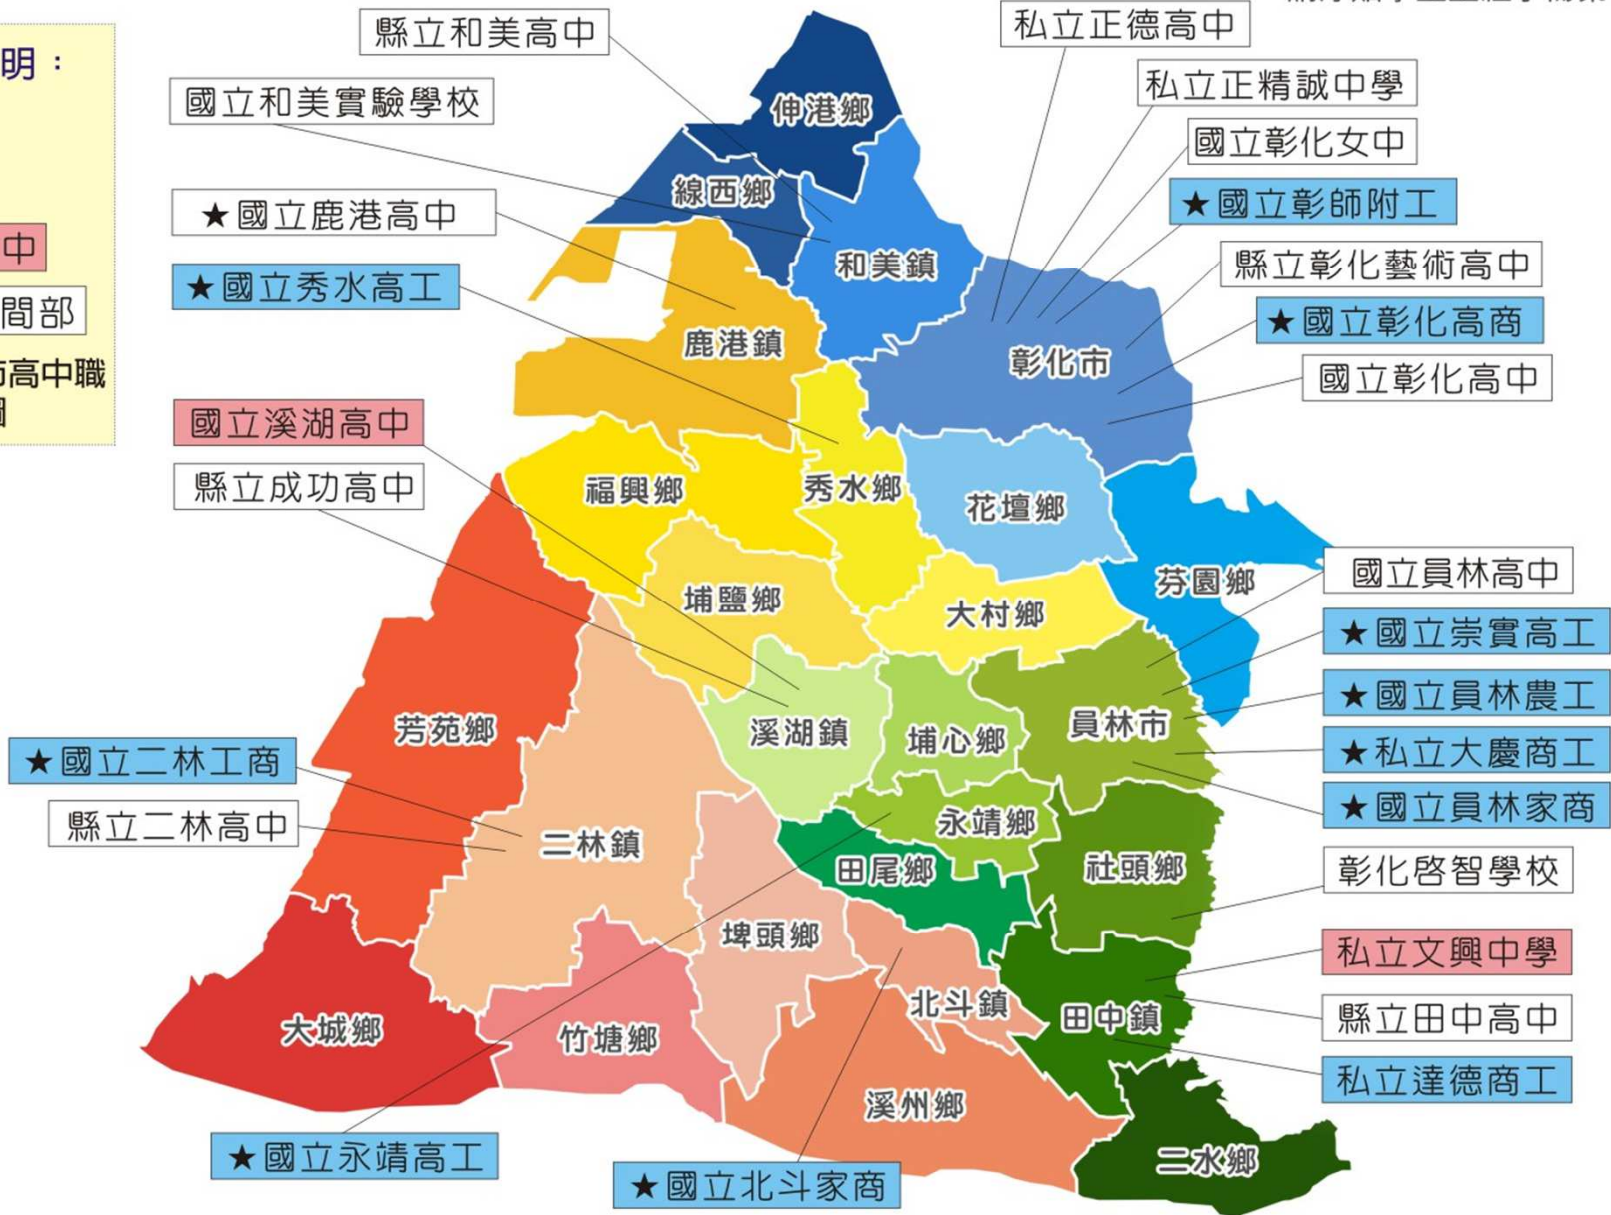 明：
中
間部
高中職
縣立和美高中
國立和美實驗學校
★國立鹿港高中
★國立秀水高工
國立溪湖高中
縣立成功高中
★國立二林工商
縣立二林高中
★國立永靖高工
★國立北斗家商
私立正德高中
私立正精誠中學
國立彰化女中
★國立彰師附工
縣立彰化藝術高中
★國立彰化高商
國立彰化高中
國立員林高中
★國立崇實高工
★國立員林農工
★私立大慶商工
★國立員林家商
彰化啓智學校
私立文興中學
縣立田中高中
私立達德商工
伸港鄉
線西鄉
和美鎮
鹿港鎮
彰化市
福興鄉
秀水鄉
花壇鄉
芬園鄉
埔鹽鄉
大村鄉
芳苑鄉
溪湖鎮
埔心鄉
員林市
二林鎮
永靖鄉
田尾鄉
社頭鄉
埤頭鄉
北斗鎮
田中鎮
大城鄉
竹塘鄉
溪州鄉
二水鄉